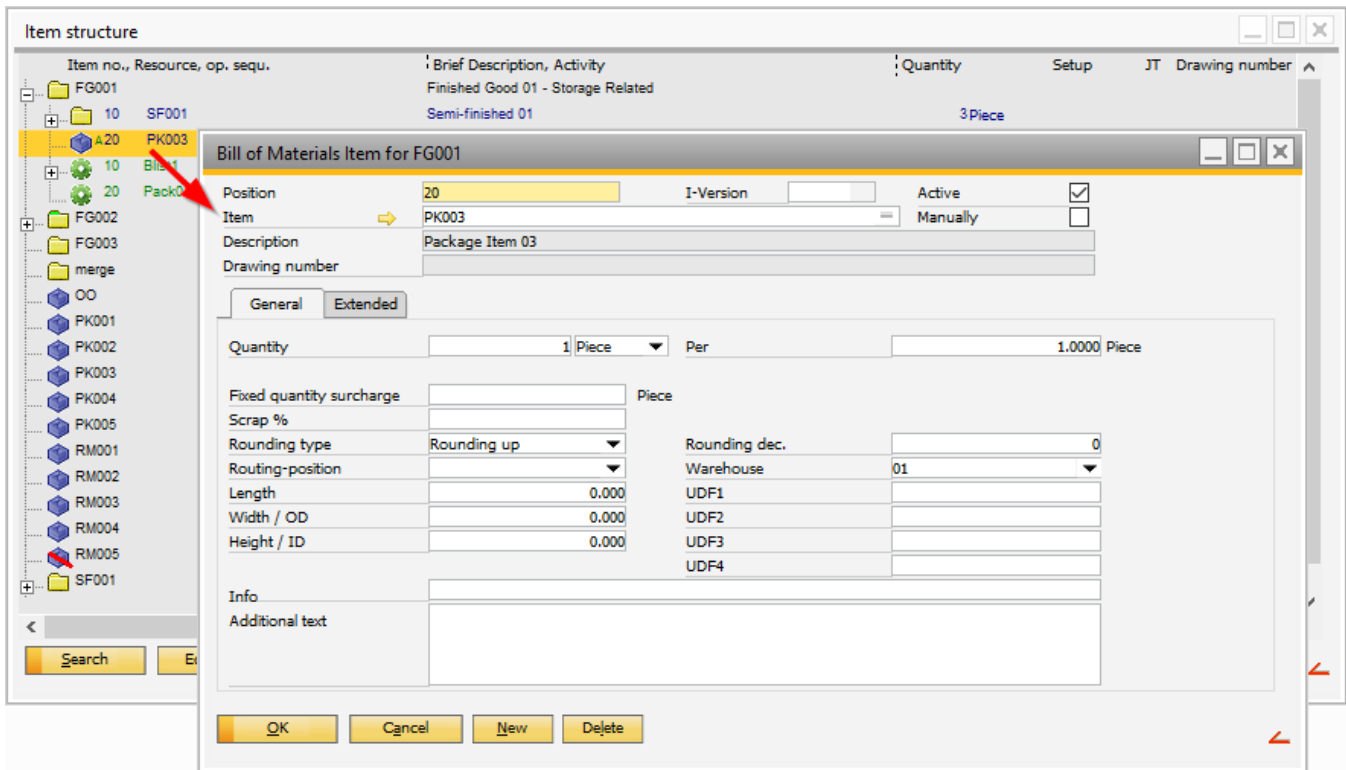 Item structure
Item no., Resource, op. sequ. Brief Description, Activity Quantity Setup JT Drawing number
FG001 Finished Good 01 - Storage Related
10 SF001 Semi-finished 01 3 Piece
A20 PK003
10
20
FG002
FG003
merge
OO
PK001
PK002
PK003
PK004
PK005
RM001
RM002
RM003
RM004
RM005
SF001
Search
Bill of Materials Item for FG001
Position 20 I-Version Active
Item PK003 Manually
Description Package Item 03
Drawing number
General Extended
Quantity 1 Piece Per 1.0000 Piece
Fixed quantity surcharge Piece
Scrap %
Rounding type Rounding up Rounding dec. 0
Routing-position Warehouse 01
Length 0.000 UDF1
Width / OD 0.000 UDF2
Height / ID 0.000 UDF3
UDF4
Info
Additional text
OK Cancel New Delete